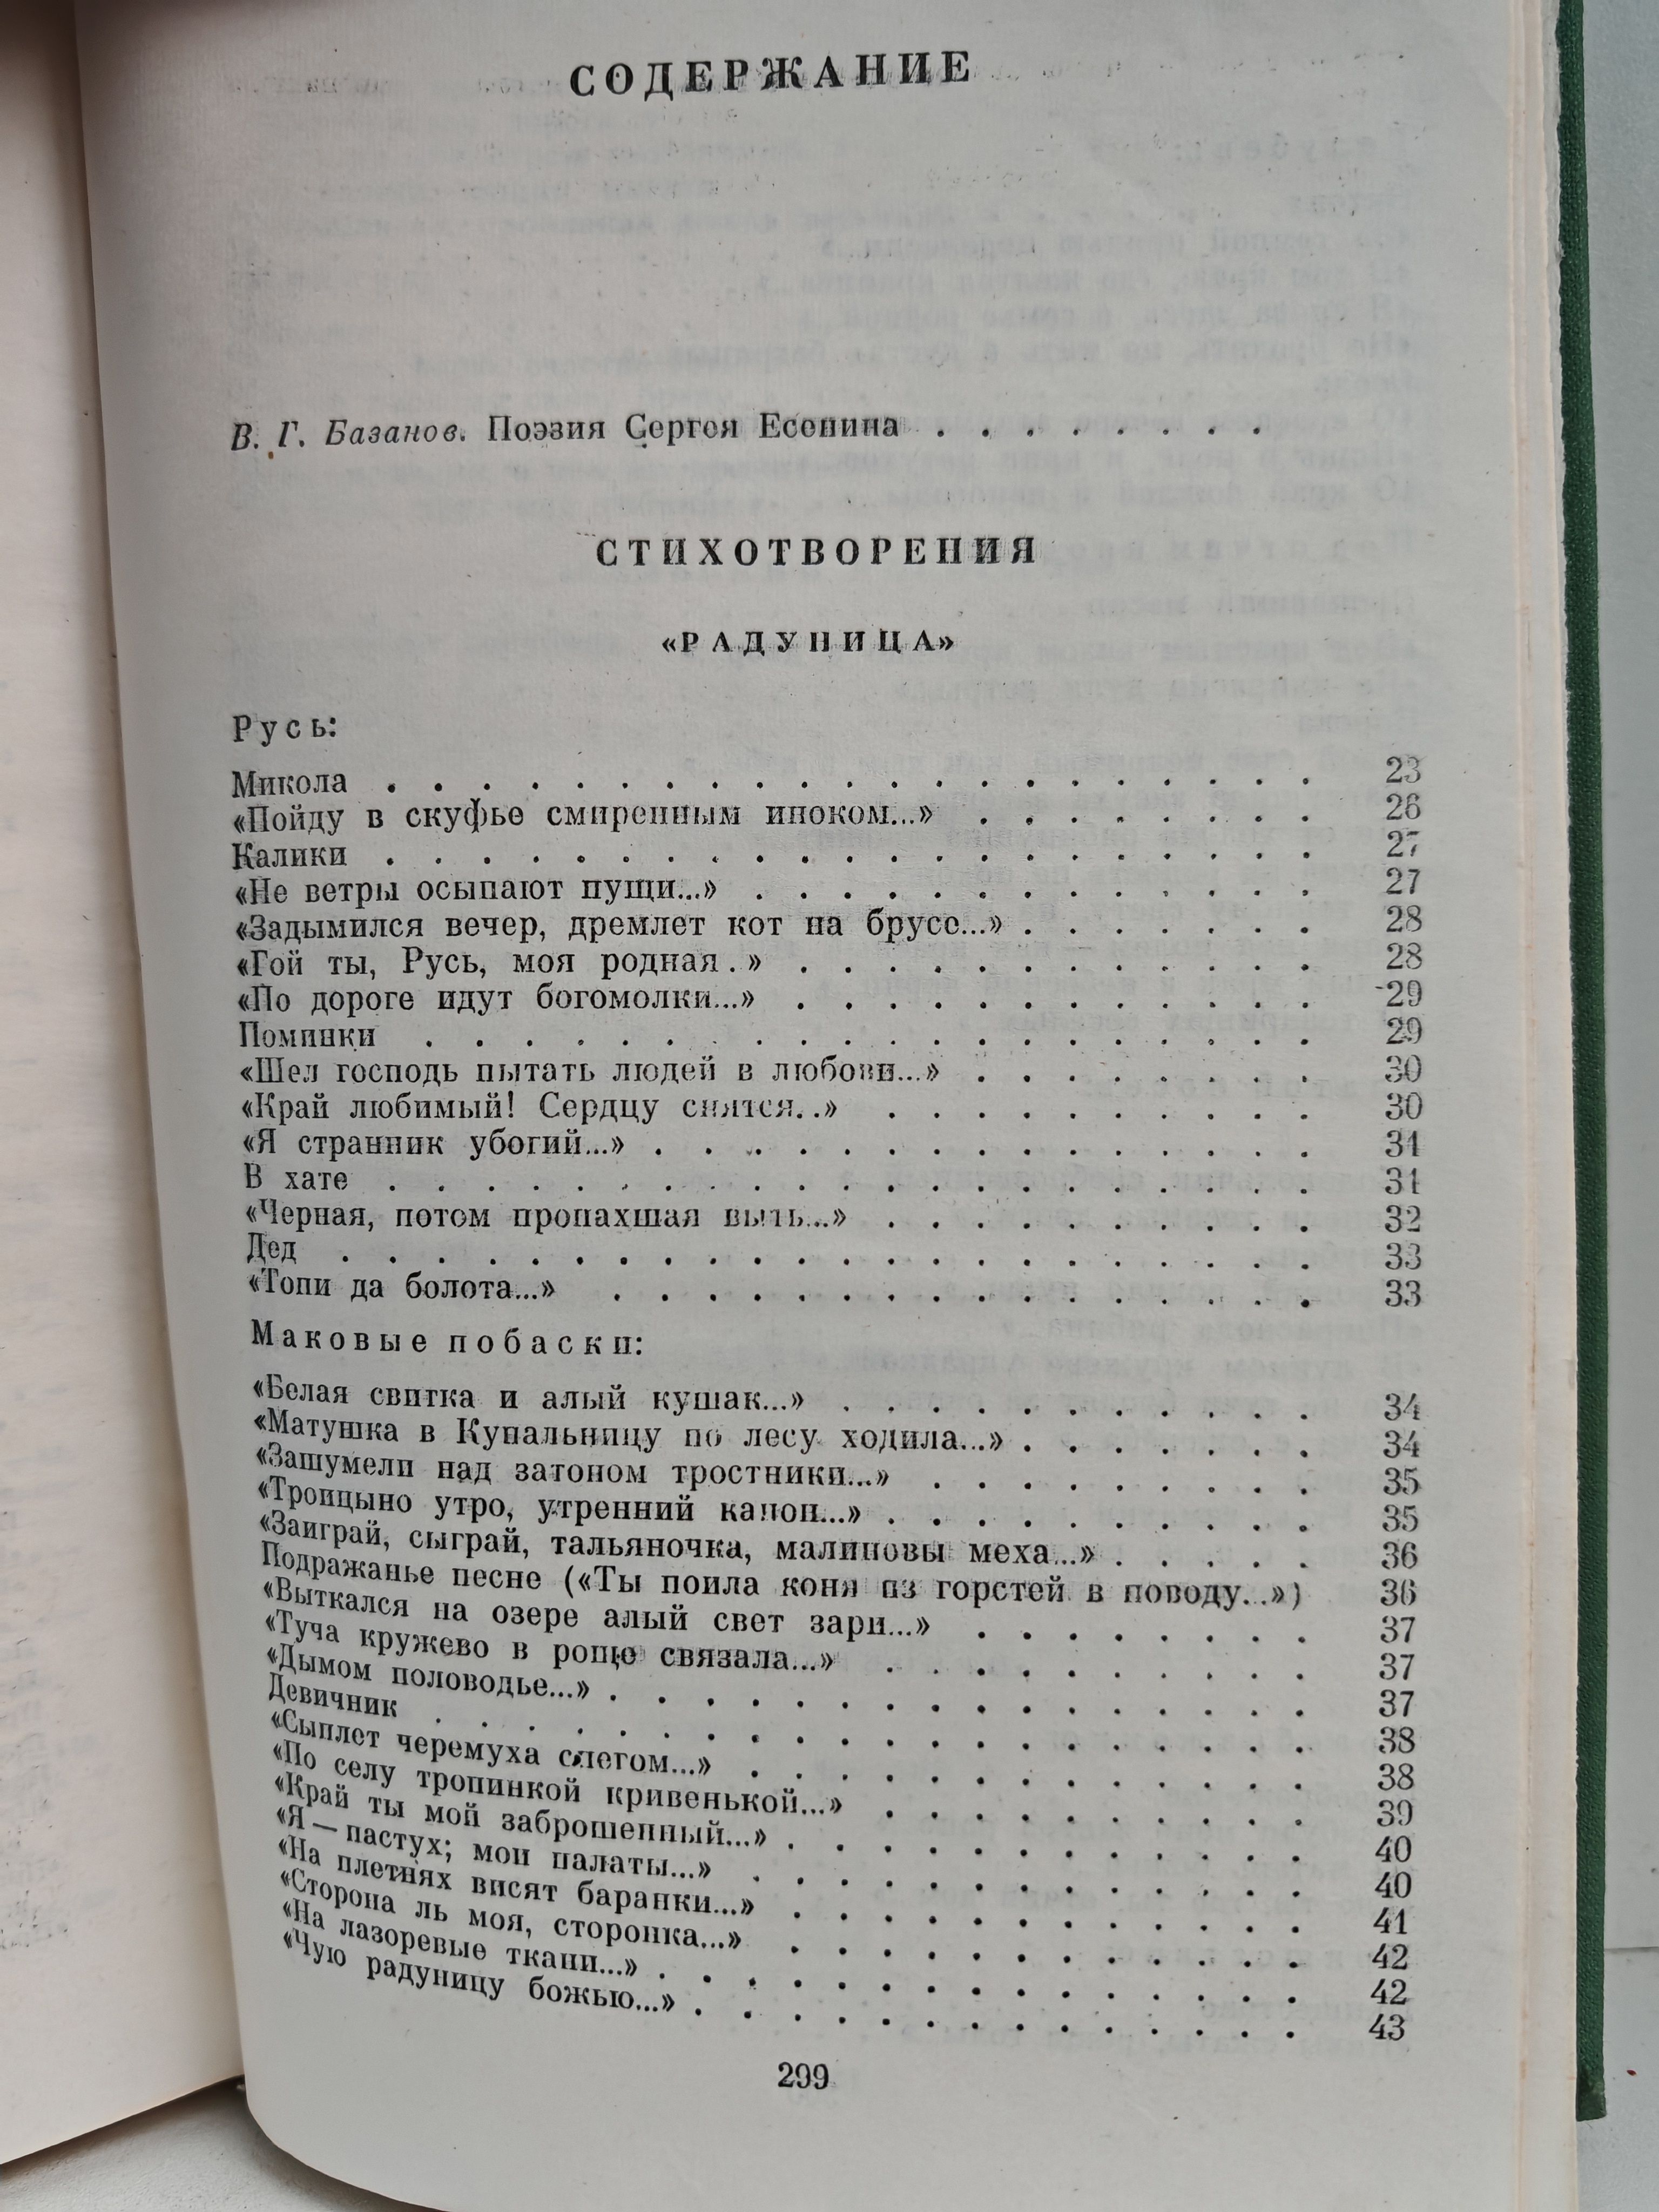 СОДЕРЖАНИЕ
В. Г. Базанов. Поэзия Сергея Есенина . . . . . . . .
СТИХОТВОРЕНИЯ
«РАДУНИЦА»
Русь:
Микола . . . . . . . . . . . . . . . . . . . . 23
«Пойду в скуфье смиренным иноком...» . . . . . . . . 26
Калики . . . . . . . . . . . . . . . . . . . . 27
«Не ветры осыпают пущи...» . . . . . . . . . . . . . 27
«Задымился вечер, дремлет кот на брусе...» . . . . . . . 28
«Гой ты, Русь, моя родная. » . . . . . . . . . . . . 28
«По дороге идут богомолки...» . . . . . . . . . . . . 29
Поминки . . . . . . . . . . . . . . . . . . . 29
«Шел господь пытать людей в любови...» . . . . . . . . 30
«Край любимый! Сердцу снятся. .» . . . . . . . . . . 30
«Я странник убогий...» . . . . . . . . . . . . . . . 31
В хате . . . . . . . . . . . . . . . . . . . . 31
«Черная, потом пропахшая выть...» . . . . . . . . . . 32
Дед . . . . . . . . . . . . . . . . . . . . . 33
«Топи да болота...» . . . . . . . . . . . . . . . . 33
Маковые побаски:
«Белая свитка и алый кушак...» . . . . . . . . . . . 34
«Матушка в Купальницу по лесу ходила...» . . . . . . . 34
«Зашумели над затоном тростники...» . . . . . . . . . 35
«Троицыно утро, утренний канон...» . . . . . . . . . . 35
«Заиграй, сыграй, тальяночка, малиновы меха...» . . . . . 36
Подражанье песне («Ты поила коня из горстей в поводу...») 36
«Выткался на озере алый свет зари...» . . . . . . . . 37
«Туча кружево в роще связала...» . . . . . . . . . . 37
«Дымом половодье...» . . . . . . . . . . . . . . . 37
Девичник . . . . . . . . . . . . . . . . . . . 38
«Сыплет черемуха снегом...» . . . . . . . . . . . . 38
«По селу тропинкой кривенькой...» . . . . . . . . . . 39
«Край ты мой заброшенный...» . . . . . . . . . . . . 40
«Я — пастух; мои палаты...» . . . . . . . . . . . . 40
«На плетнях висят баранки...» . . . . . . . . . . . . 41
«Сторона ль моя, сторонка...» . . . . . . . . . . . . 42
«На лазоревые ткани...» . . . . . . . . . . . . . . 42
«Чую радуницу божью...» . . . . . . . . . . . . . . 43
299